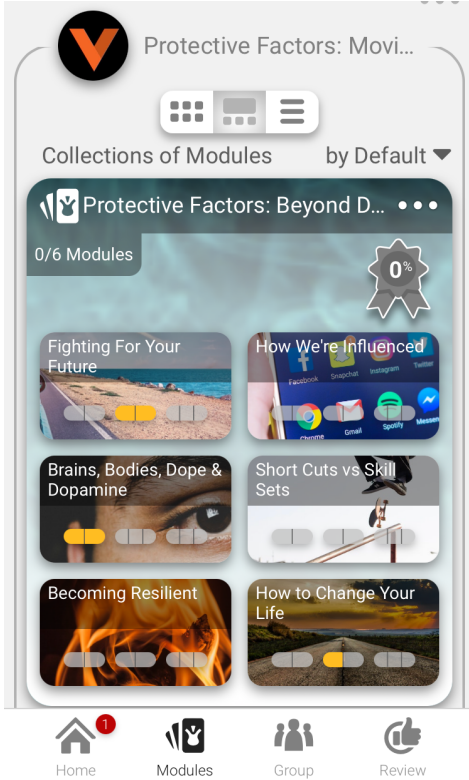 Protective Factors: Movi...
Collections of Modules
by Default
Protective Factors: Beyond D...
0/6 Modules
0%
Fighting For Your
Future
How We're Influenced
Facebook
Snapchat
Instagram
Twitter
Chrome
Gmail
Spotify
Messen
Brains, Bodies, Dope &
Dopamine
Short Cuts vs Skill
Sets
Becoming Resilient
How to Change Your
Life
1
Home
Modules
Group
Review